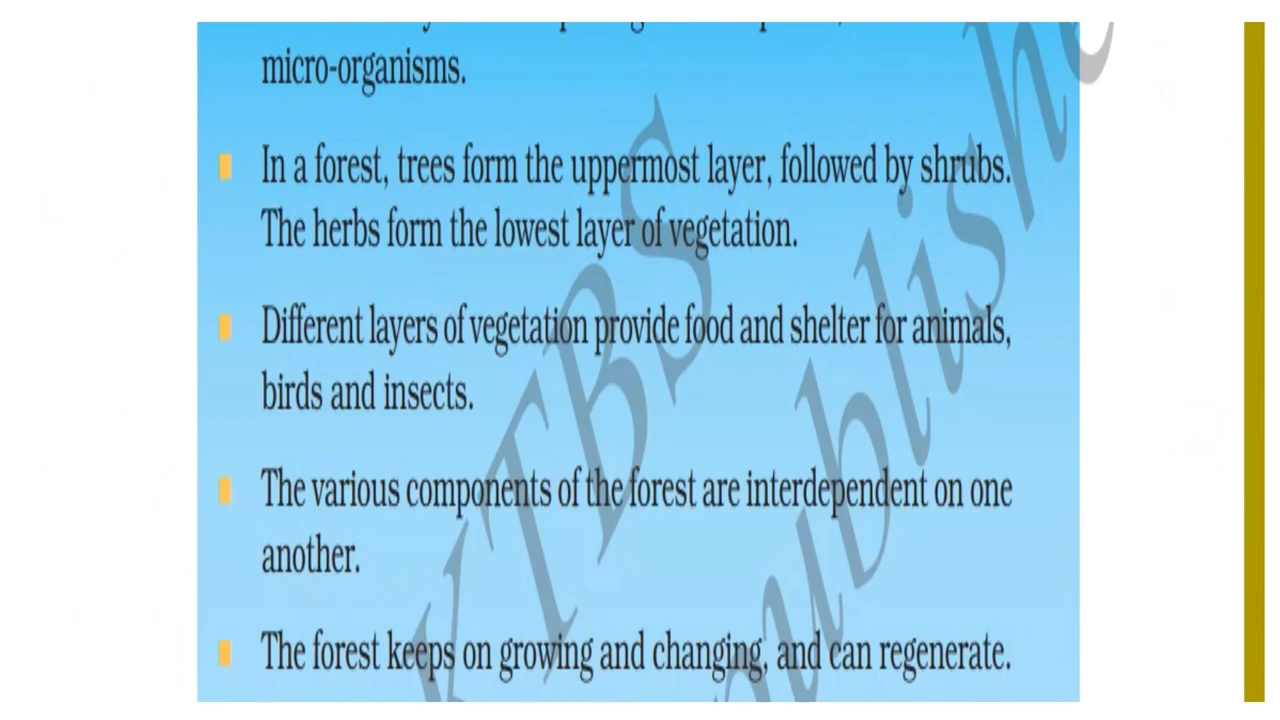 micro-organisms.
In a forest, trees form the uppermost layer, followed by shrubs.
The herbs form the lowest layer of vegetation.
Different layers of vegetation provide food and shelter for animals,
birds and insects.
The various components of the forest are interdependent on one
another.
The forest keeps on growing and changing, and can regenerate.
KTBS